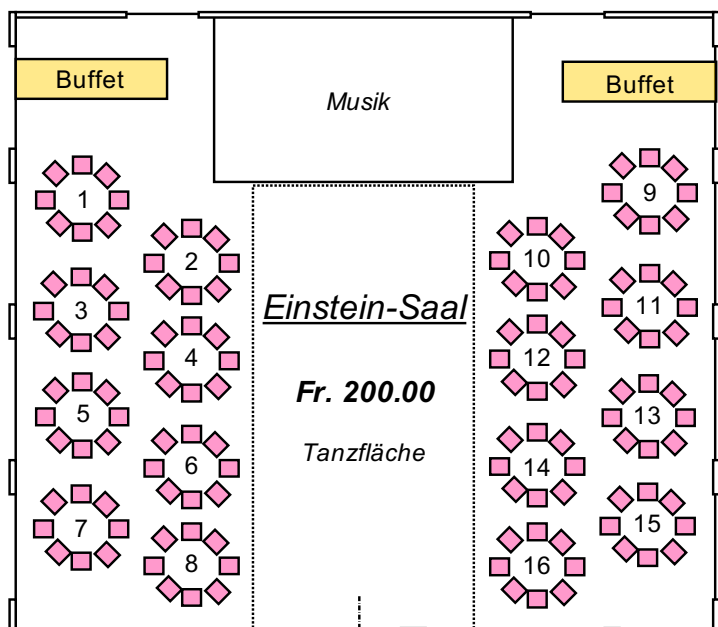 Buffet
Musik
Buffet
1
9
2
10
3
Einstein-Saal
11
4
12
Fr. 200.00
5
13
Tanzfläche
6
14
7
15
8
16